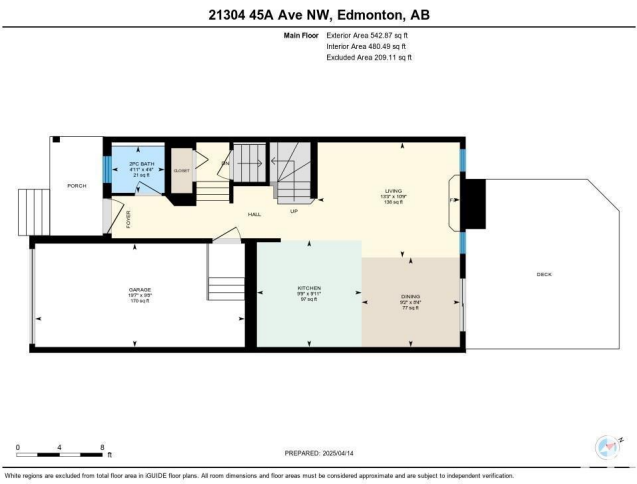 21304 45A Ave NW, Edmonton, AB
Main Floor Exterior Area 542.87 sq ft
Interior Area 480.49 sq ft
Excluded Area 209.11 sq ft
PORCH
2PC BATH
4'11" x 4'4"
21 sq ft
CLOSET
DN
FOYER
HALL
UP
LIVING
13'3" x 10'9"
136 sq ft
F
GARAGE
19'7" x 9'5"
170 sq ft
KITCHEN
9'9" x 9'11"
97 sq ft
DINING
9'2" x 8'4"
77 sq ft
DECK
0 4 8
ft
PREPARED: 2025/04/14
N
White regions are excluded from total floor area in iGUIDE floor plans. All room dimensions and floor areas must be considered approximate and are subject to independent verification.